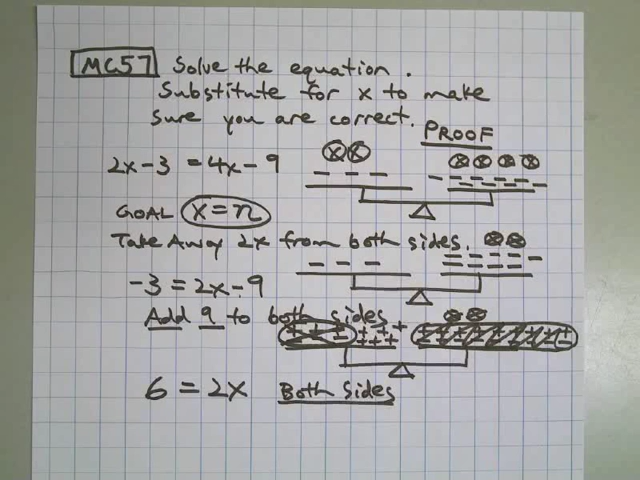 MC57 Solve the equation.
Substitute for x to make
sure you are correct.
PROOF
2x - 3 = 4x - 9
GOAL x = n
Take Away 2x from both sides.
-3 = 2x - 9
Add 9 to both sides
6 = 2x Both Sides